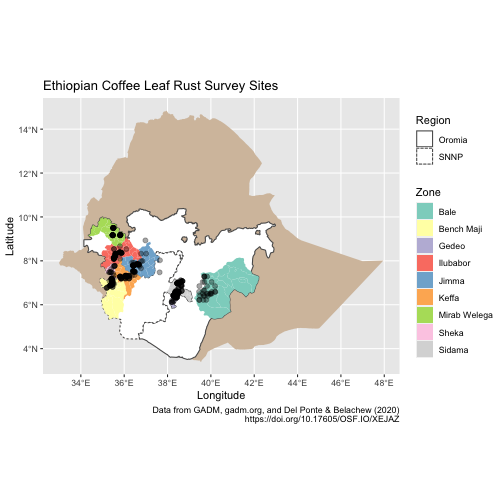 Ethiopian Coffee Leaf Rust Survey Sites
Latitude
14°N
12°N
10°N
8°N
6°N
4°N
34°E 36°E 38°E 40°E 42°E 44°E 46°E 48°E
Longitude
Region
Oromia
SNNP
Zone
Bale
Bench Maji
Gedeo
Ilubabor
Jimma
Keffa
Mirab Welega
Sheka
Sidama
Data from GADM, gadm.org, and Del Ponte & Belachew (2020)
https://doi.org/10.17605/OSF.IO/XEJAZ